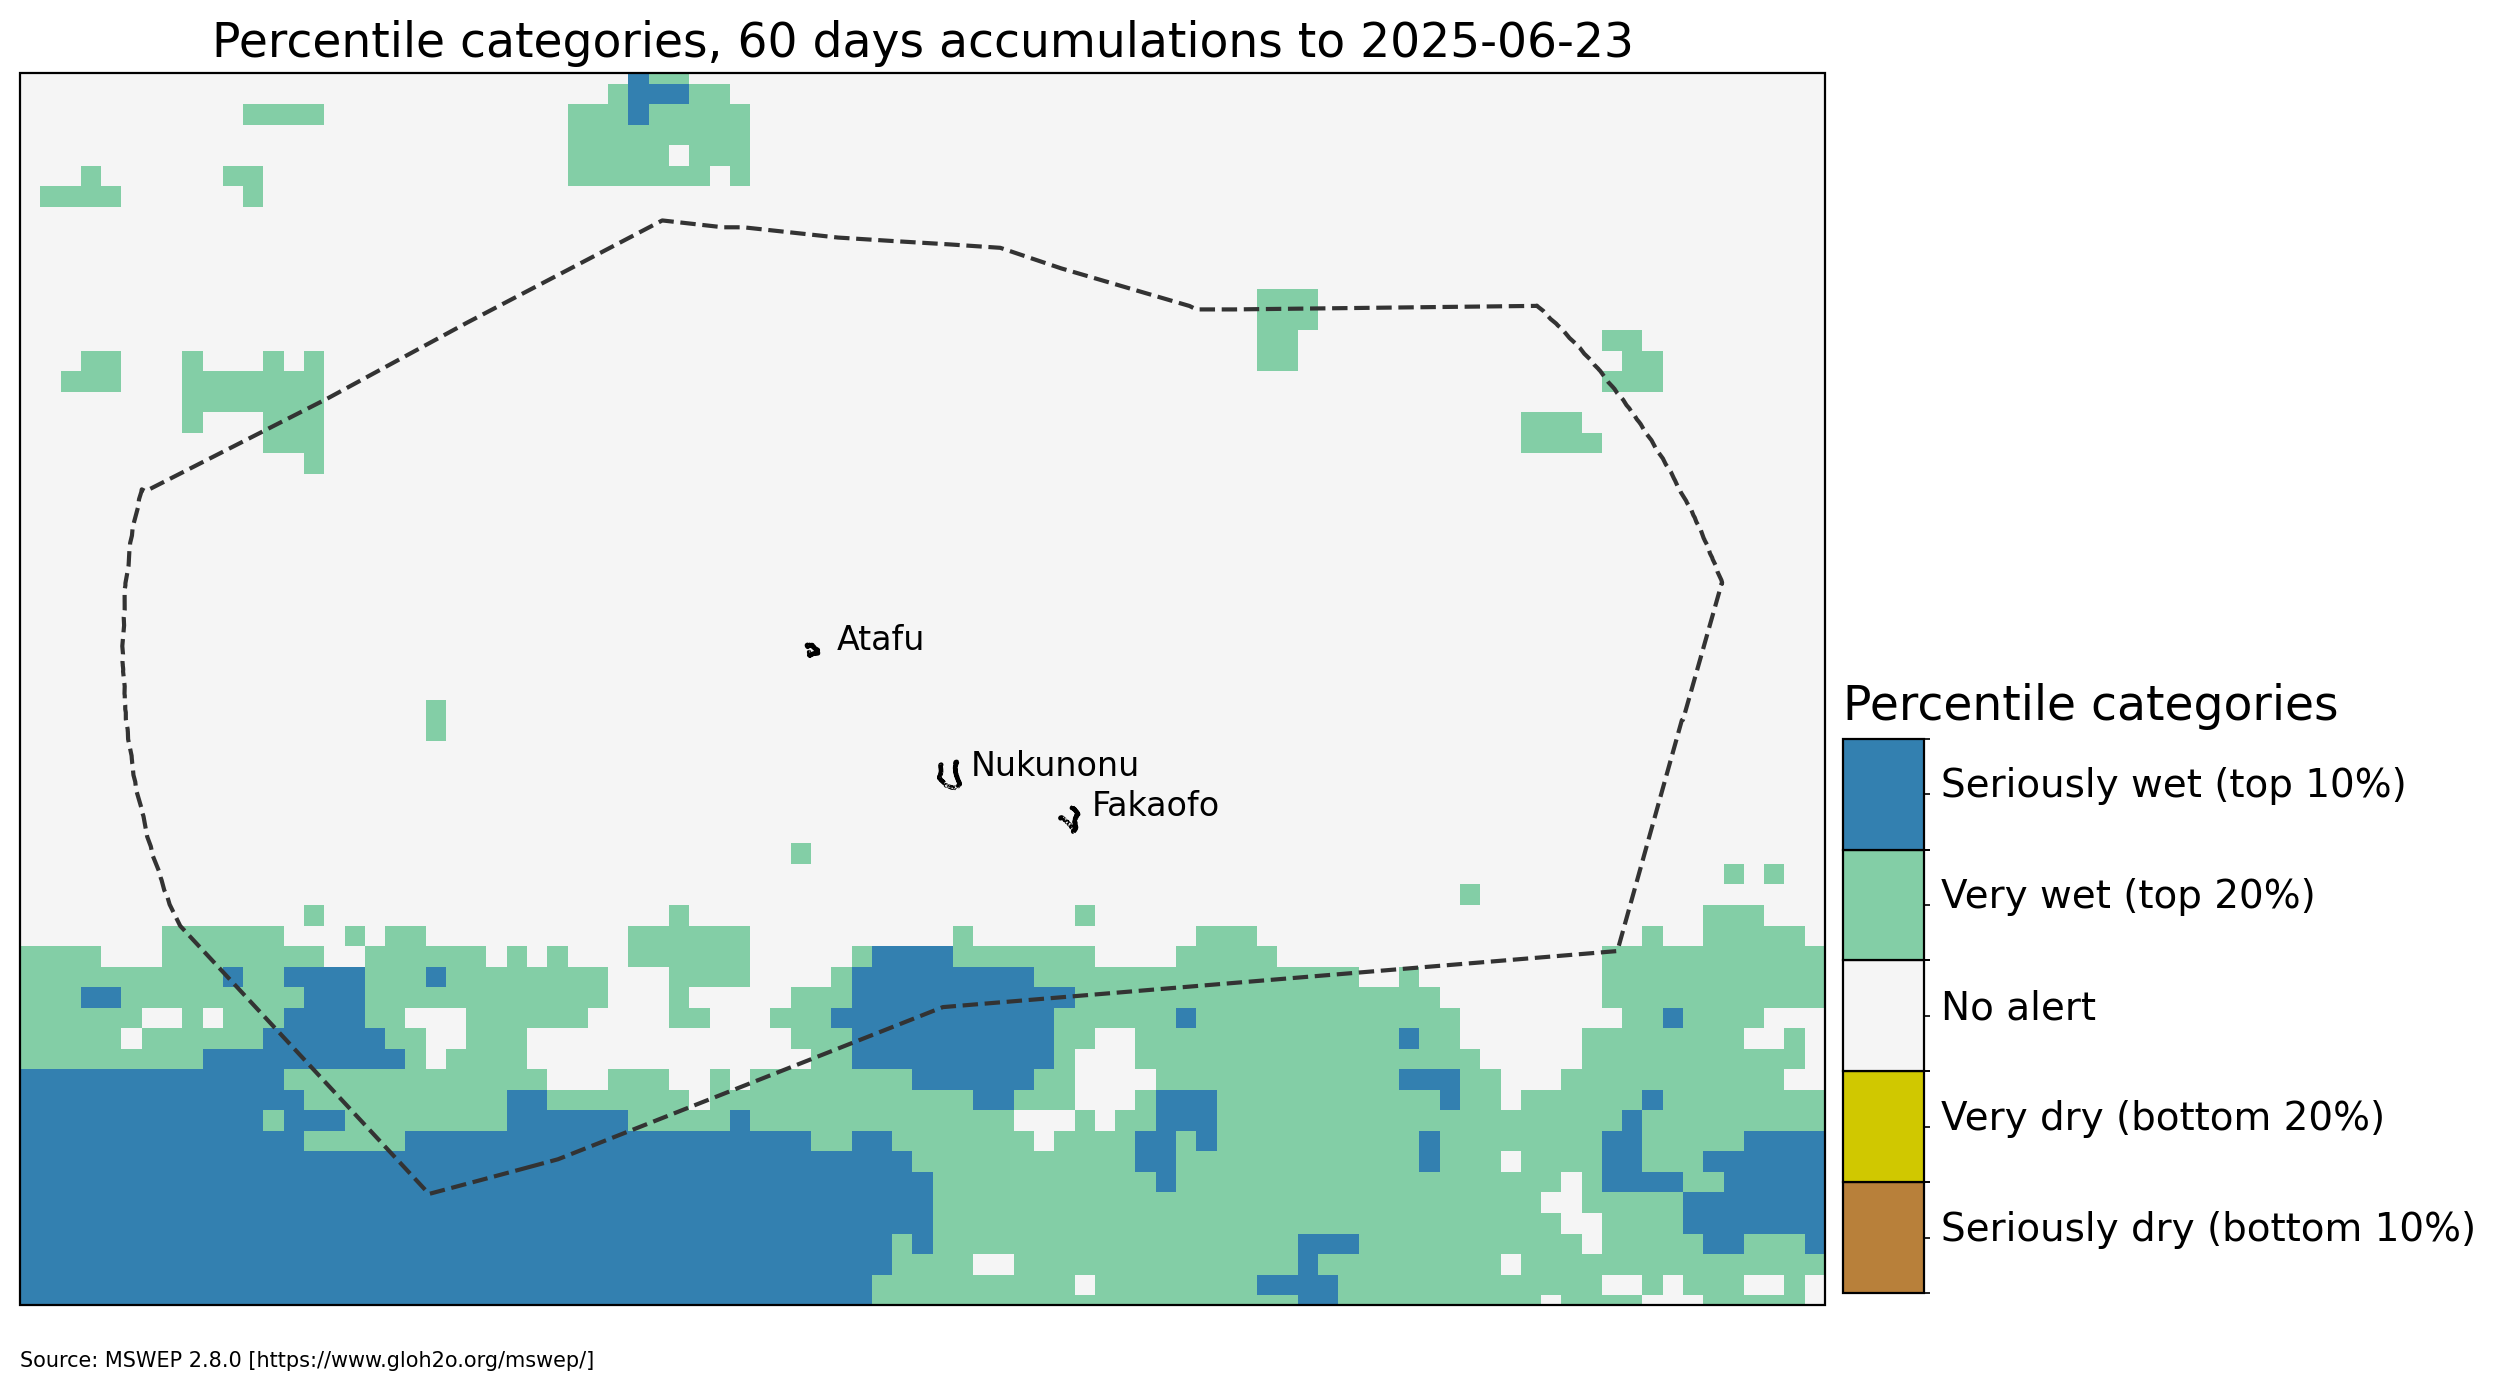 Percentile categories, 60 days accumulations to 2025-06-23
Atafu
Nukunonu
Fakaofo
Percentile categories
Seriously wet (top 10%)
Very wet (top 20%)
No alert
Very dry (bottom 20%)
Seriously dry (bottom 10%)
Source: MSWEP 2.8.0 [https://www.gloh2o.org/mswep/]